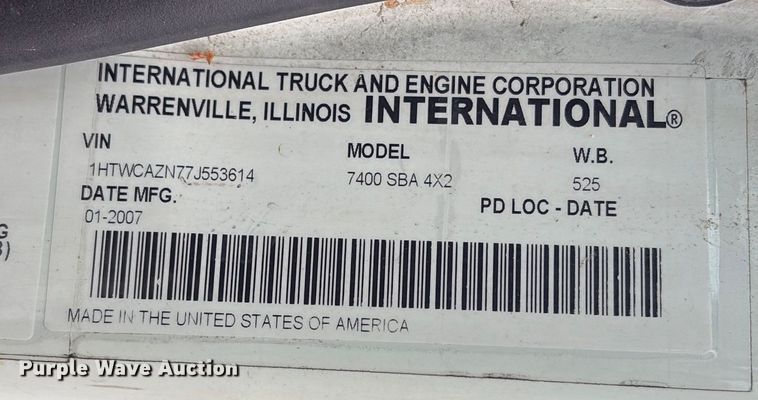 INTERNATIONAL TRUCK AND ENGINE CORPORATION
WARRENVILLE, ILLINOIS INTERNATIONAL®
VIN MODEL W.B.
1HTWCAZN77J553614 7400 SBA 4X2 525
DATE MFG. PD LOC - DATE
01-2007
G
3)
MADE IN THE UNITED STATES OF AMERICA
Purple Wave Auction